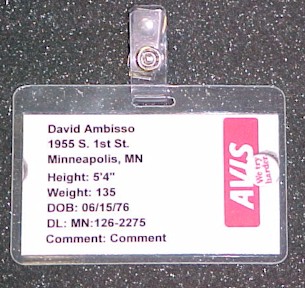 David Ambisso
1955 S. 1st St.
Minneapolis, MN
Height: 5'4"
Weight: 135
DOB: 06/15/76
DL: MN:126-2275
Comment: Comment
AVIS
We try
harder.